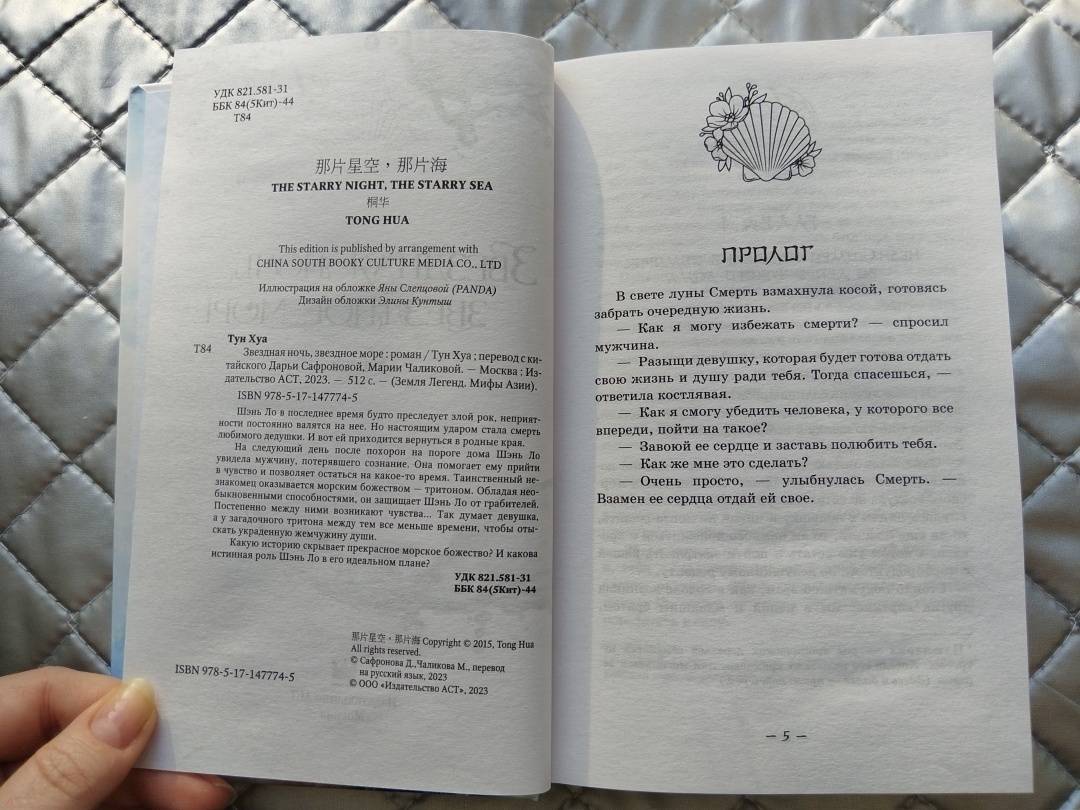 УДК 821.581-31
ББК 84(5Кит)-44
Т84
那片星空，那片海
THE STARRY NIGHT, THE STARRY SEA
桐华
TONG HUA
This edition is published by arrangement with
CHINA SOUTH BOOKY CULTURE MEDIA CO., LTD
Иллюстрация на обложке Яны Слепцовой (PANDA)
Дизайн обложки Элины Кунтыш
Тун Хуа
Т84
Звездная ночь, звездное море : роман / Тун Хуа ; перевод с ки-
тайского Дарьи Сафроновой, Марии Чаликовой. — Москва : Из-
дательство АСТ, 2023. — 512 с. — (Земля Легенд. Мифы Азии).
ISBN 978-5-17-147774-5
Шэнь Ло в последнее время будто преследует злой рок, неприят-
ности постоянно валятся на нее. Но настоящим ударом стала смерть
любимого дедушки. И вот ей приходится вернуться в родные края.
На следующий день после похорон на пороге дома Шэнь Ло
увидела мужчину, потерявшего сознание. Она помогает ему прийти
в чувство и позволяет остаться на какое-то время. Таинственный не-
знакомец оказывается морским божеством — тритоном. Обладая нео-
быкновенными способностями, он защищает Шэнь Ло от грабителей.
Постепенно между ними возникают чувства... Так думает девушка,
а у загадочного тритона между тем все меньше времени, чтобы оты-
скать украденную жемчужину души.
Какую историю скрывает прекрасное морское божество? И какова
истинная роль Шэнь Ло в его идеальном плане?
УДК 821.581-31
ББК 84(5Кит)-44
那片星空，那片海 Copyright © 2015, Tong Hua
All rights reserved.
© Сафронова Д.,Чаликова М., перевод
на русский язык, 2023
© ООО «Издательство АСТ», 2023
ISBN 978-5-17-147774-5
ПРОЛОГ
В свете луны Смерть взмахнула косой, готовясь
забрать очередную жизнь.
— Как я могу избежать смерти? — спросил
мужчина.
— Разыщи девушку, которая будет готова отдать
свою жизнь и душу ради тебя. Тогда спасешься, —
ответила костлявая.
— Как я смогу убедить человека, у которого все
впереди, пойти на такое?
— Завоюй ее сердце и заставь полюбить тебя.
— Как же мне это сделать?
— Очень просто, — улыбнулась Смерть. —
Взамен ее сердца отдай ей свое.
— 5 —